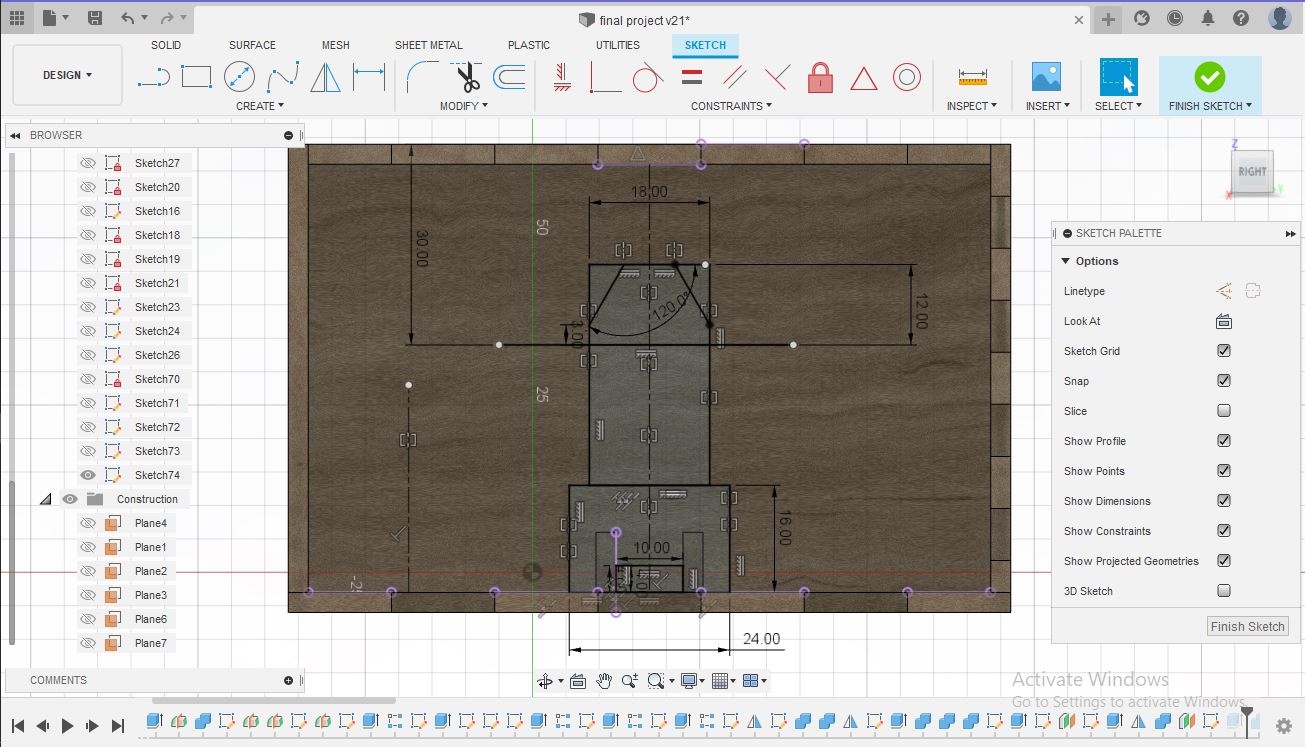 final project v21*
SOLID SURFACE MESH SHEET METAL PLASTIC UTILITIES SKETCH
DESIGN
CREATE MODIFY CONSTRAINTS INSPECT INSERT SELECT FINISH SKETCH
BROWSER
Sketch27
Sketch20
Sketch16
Sketch18
Sketch19
Sketch21
Sketch23
Sketch24
Sketch26
Sketch70
Sketch71
Sketch72
Sketch73
Sketch74
Construction
Plane4
Plane1
Plane2
Plane3
Plane6
Plane7
COMMENTS
18.00
50
30.00
120.0°
12.00
3.00
25
16.00
10.00
24.00
Z
RIGHT
X
Y
SKETCH PALETTE
Options
Linetype
Look At
Sketch Grid
Snap
Slice
Show Profile
Show Points
Show Dimensions
Show Constraints
Show Projected Geometries
3D Sketch
Finish Sketch
Activate Windows
Go to Settings to activate Windows.